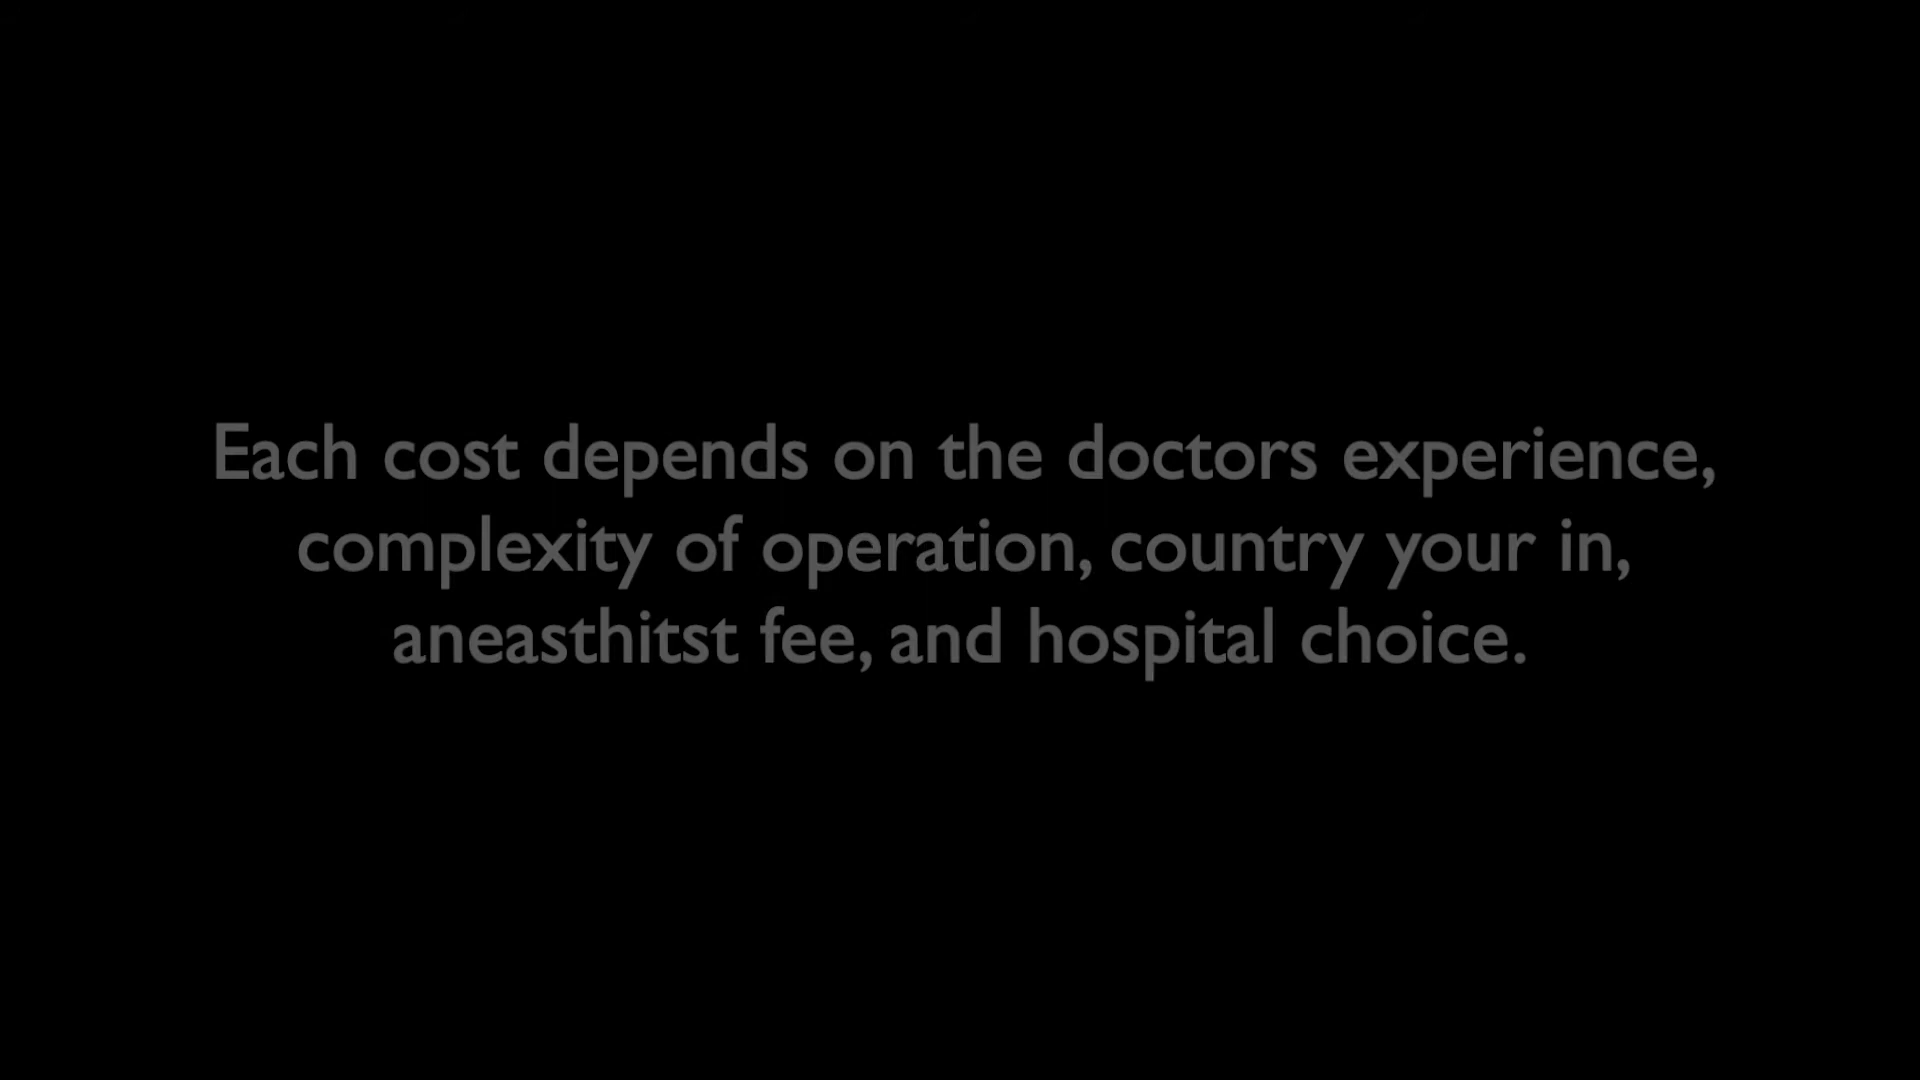 Each cost depends on the doctors experience,
complexity of operation, country your in,
aneasthitst fee, and hospital choice.